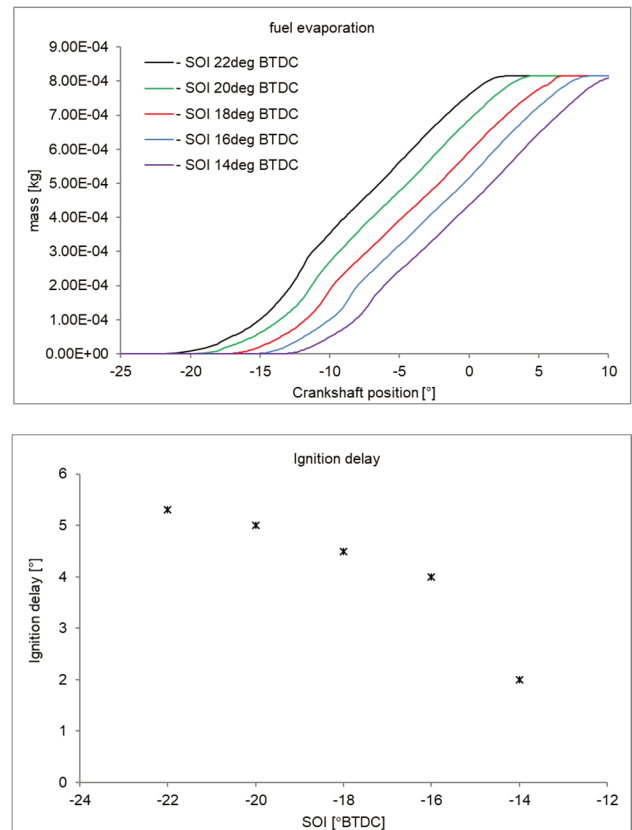 fuel evaporation
9.00E-04
8.00E-04
7.00E-04
6.00E-04
5.00E-04
4.00E-04
3.00E-04
2.00E-04
1.00E-04
0.00E+00
mass [kg]
- SOI 22deg BTDC
- SOI 20deg BTDC
- SOI 18deg BTDC
- SOI 16deg BTDC
- SOI 14deg BTDC
-25 -20 -15 -10 -5 0 5 10
Crankshaft position [°]
Ignition delay
6
5
4
3
2
1
0
Ignition delay [°]
-24 -22 -20 -18 -16 -14 -12
SOI [°BTDC]